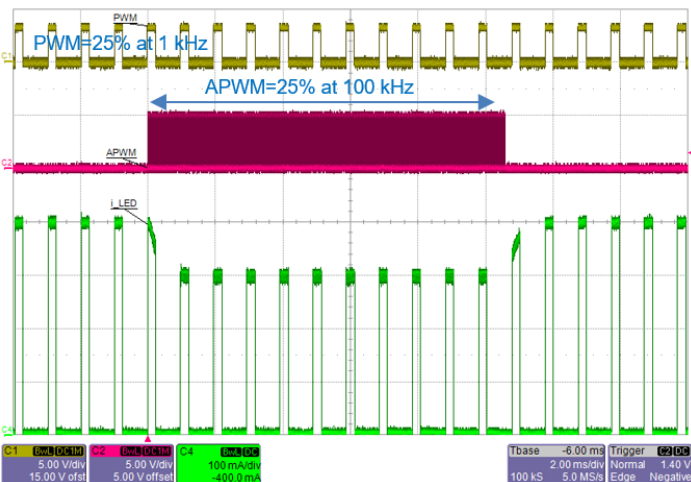 PWM
C1
PWM=25% at 1 kHz
APWM=25% at 100 kHz
APWM
C2
i_LED
C4
C1 BwL DC1M
5.00 V/div
15.00 V ofst
C2 BwL DC1M
5.00 V/div
5.00 V offset
C4 BwL DC
100 mA/div
-400.0 mA
Tbase -6.00 ms
2.00 ms/div
100 kS 5.0 MS/s
Trigger C2 DC
Normal 1.40 V
Edge Negative